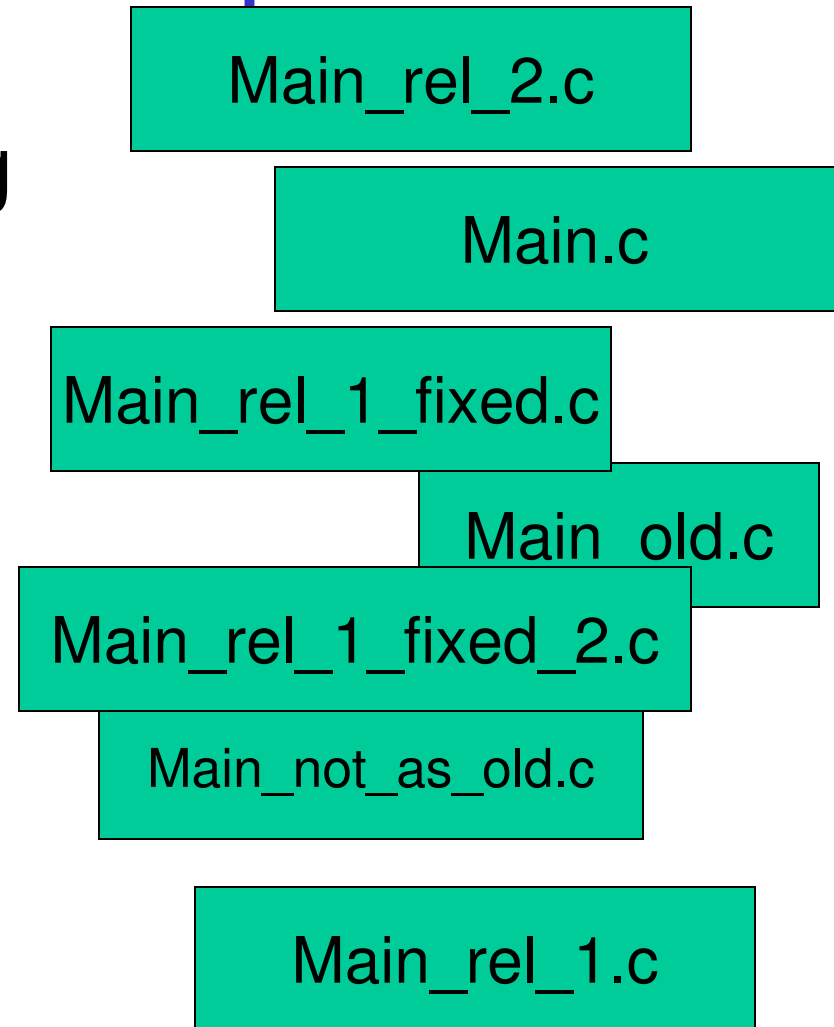 Main_rel_2.c
g
Main.c
Main_rel_1_fixed.c
Main_old.c
Main_rel_1_fixed_2.c
Main_not_as_old.c
Main_rel_1.c